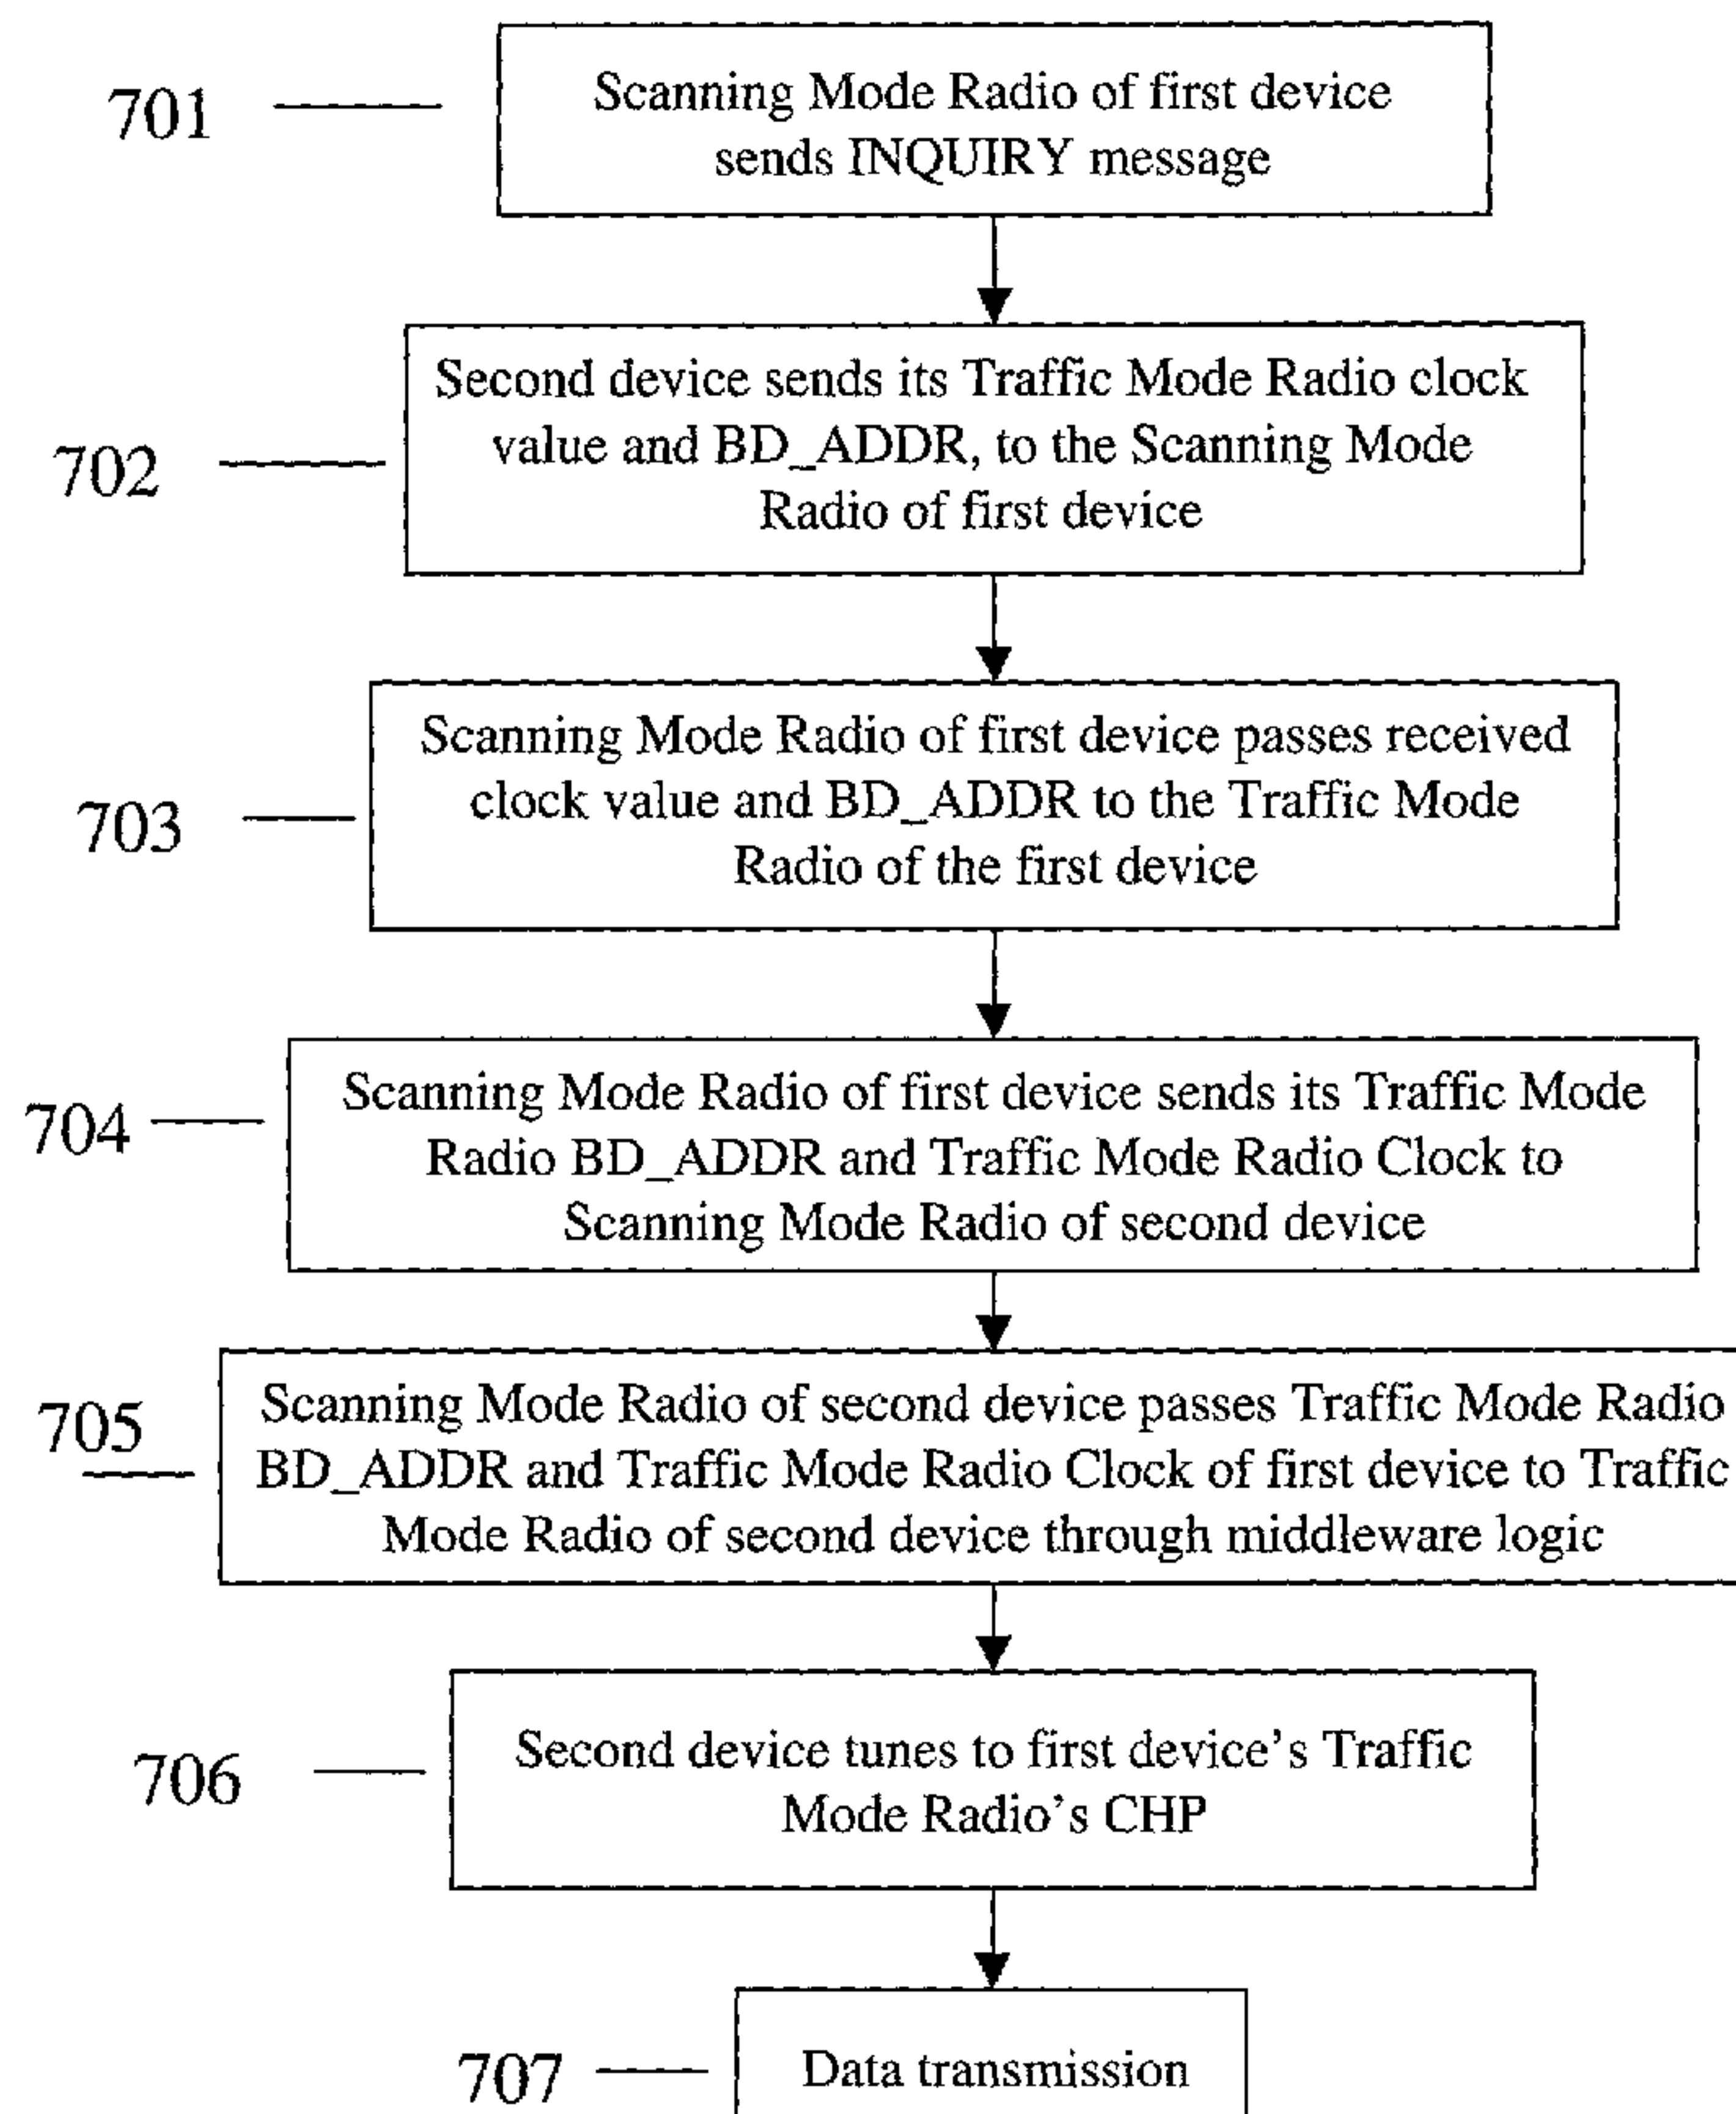 701
Scanning Mode Radio of first device
sends INQUIRY message
702
Second device sends its Traffic Mode Radio clock
value and BD_ADDR, to the Scanning Mode
Radio of first device
703
Scanning Mode Radio of first device passes received
clock value and BD_ADDR to the Traffic Mode
Radio of the first device
704
Scanning Mode Radio of first device sends its Traffic Mode
Radio BD_ADDR and Traffic Mode Radio Clock to
Scanning Mode Radio of second device
705
Scanning Mode Radio of second device passes Traffic Mode Radio
BD_ADDR and Traffic Mode Radio Clock of first device to Traffic
Mode Radio of second device through middleware logic
706
Second device tunes to first device's Traffic
Mode Radio's CHP
707
Data transmission